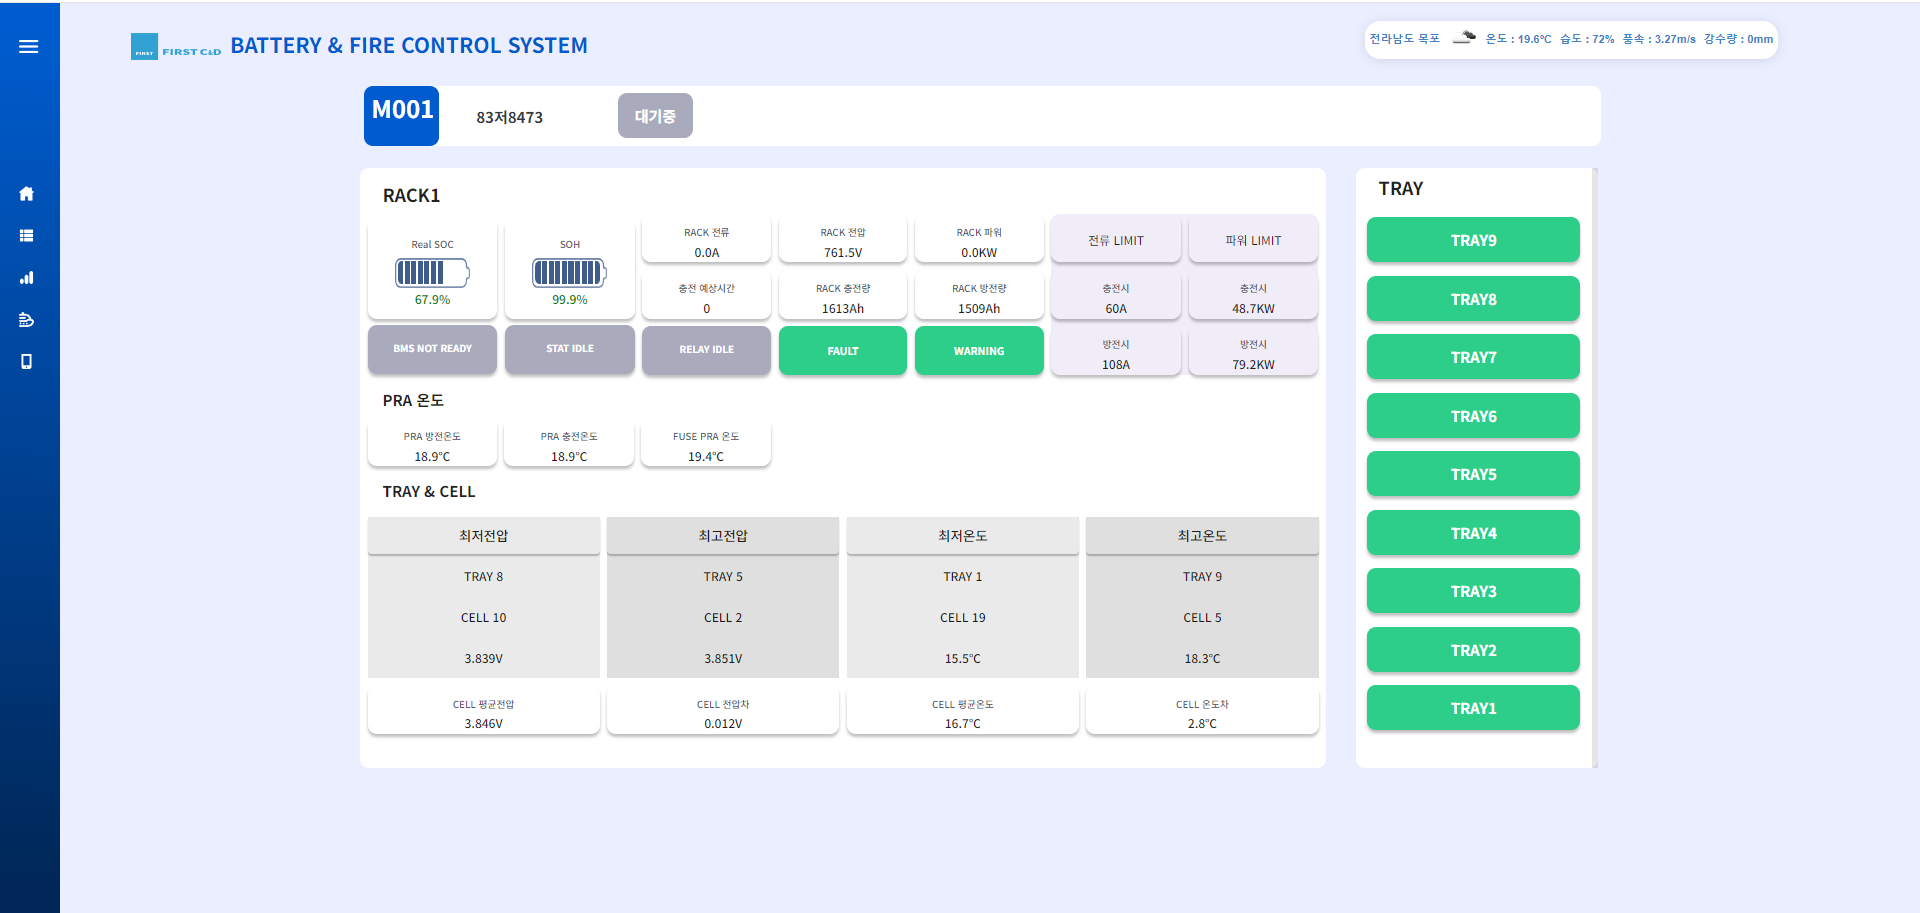 FIRST
FIRST C&D
BATTERY & FIRE CONTROL SYSTEM
전라남도 목포 온도 : 19.6°C 습도 : 72% 풍속 : 3.27m/s 강수량 : 0mm
M001
83저8473
대기중
RACK1
Real SOC
67.9%
SOH
99.9%
RACK 전류
0.0A
RACK 전압
761.5V
RACK 파워
0.0KW
전류 LIMIT
파워 LIMIT
충전 예상시간
0
RACK 충전량
1613Ah
RACK 방전량
1509Ah
충전시
60A
충전시
48.7KW
BMS NOT READY
STAT IDLE
RELAY IDLE
FAULT
WARNING
방전시
108A
방전시
79.2KW
PRA 온도
PRA 방전온도
18.9°C
PRA 충전온도
18.9°C
FUSE PRA 온도
19.4°C
TRAY & CELL
최저전압
TRAY 8
CELL 10
3.839V
최고전압
TRAY 5
CELL 2
3.851V
최저온도
TRAY 1
CELL 19
15.5°C
최고온도
TRAY 9
CELL 5
18.3°C
CELL 평균전압
3.846V
CELL 전압차
0.012V
CELL 평균온도
16.7°C
CELL 온도차
2.8°C
TRAY
TRAY9
TRAY8
TRAY7
TRAY6
TRAY5
TRAY4
TRAY3
TRAY2
TRAY1